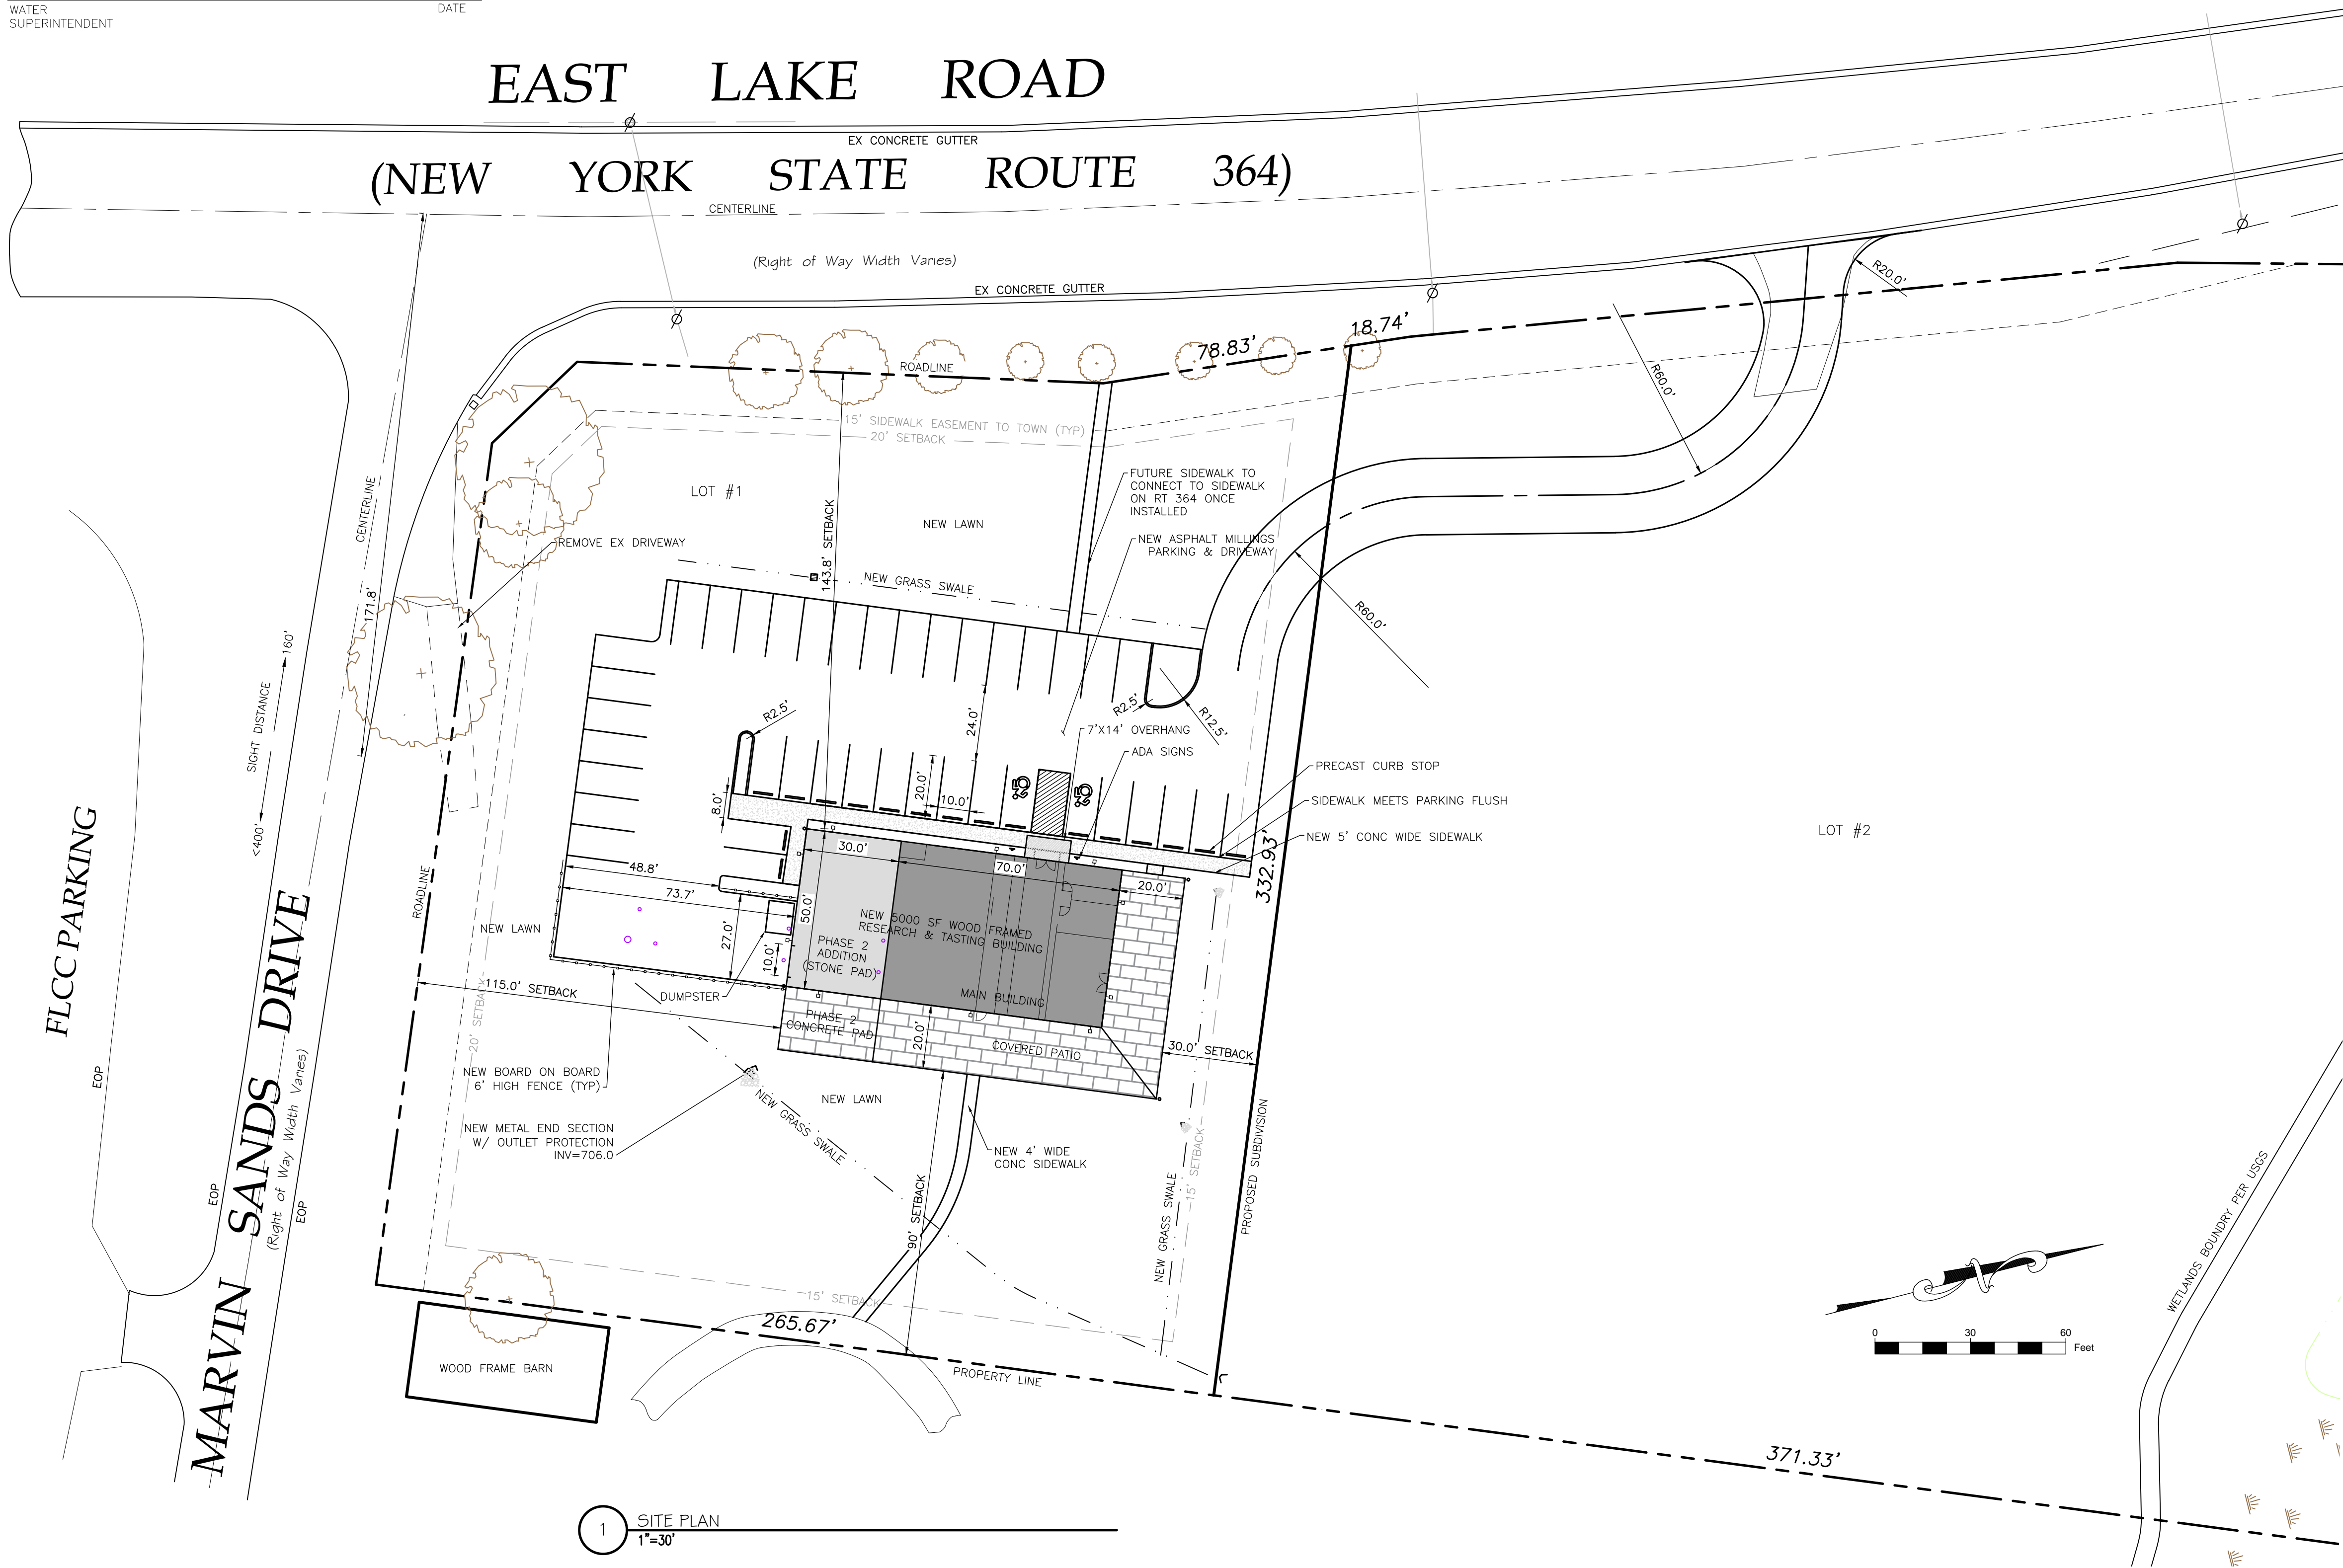 WATER
SUPERINTENDENT
DATE
EAST LAKE ROAD
EX CONCRETE GUTTER
(NEW YORK STATE ROUTE 364)
CENTERLINE
(Right of Way Width Varies)
EX CONCRETE GUTTER
R20.0'
18.74'
78.83'
ROADLINE
R60.0'
15' SIDEWALK EASEMENT TO TOWN (TYP)
20' SETBACK
LOT #1
143.8' SETBACK
NEW LAWN
FUTURE SIDEWALK TO
CONNECT TO SIDEWALK
ON RT 364 ONCE
INSTALLED
CENTERLINE
REMOVE EX DRIVEWAY
NEW ASPHALT MILLINGS
PARKING & DRIVEWAY
NEW GRASS SWALE
171.8'
R60.0'
160'
SIGHT DISTANCE
<400'
R2.5'
24.0'
R2.5'
R12.5'
7'X14' OVERHANG
ADA SIGNS
PRECAST CURB STOP
SIDEWALK MEETS PARKING FLUSH
NEW 5' CONC WIDE SIDEWALK
20.0'
10.0'
8.0'
LOT #2
FLCC PARKING
332.93'
30.0'
70.0'
20.0'
48.8'
73.7'
50.0'
27.0'
10.0'
ROADLINE
NEW LAWN
NEW 5000 SF WOOD FRAMED
RESEARCH & TASTING BUILDING
PHASE 2
ADDITION
(STONE PAD)
MAIN BUILDING
DUMPSTER
115.0' SETBACK
20' SETBACK
PHASE 2
CONCRETE PAD
20.0'
COVERED PATIO
30.0' SETBACK
NEW BOARD ON BOARD
6' HIGH FENCE (TYP)
NEW LAWN
NEW GRASS SWALE
NEW METAL END SECTION
W/ OUTLET PROTECTION
INV=706.0
NEW 4' WIDE
CONC SIDEWALK
90' SETBACK
NEW GRASS SWALE
15' SETBACK
PROPOSED SUBDIVISION
EOP
EOP
EOP
MARVIN SANDS DRIVE
(Right of Way Width Varies)
WETLANDS BOUNDRY PER USGS
15' SETBACK
265.67'
WOOD FRAME BARN
PROPERTY LINE
N
0 30 60
Feet
371.33'
1
SITE PLAN
1"=30'